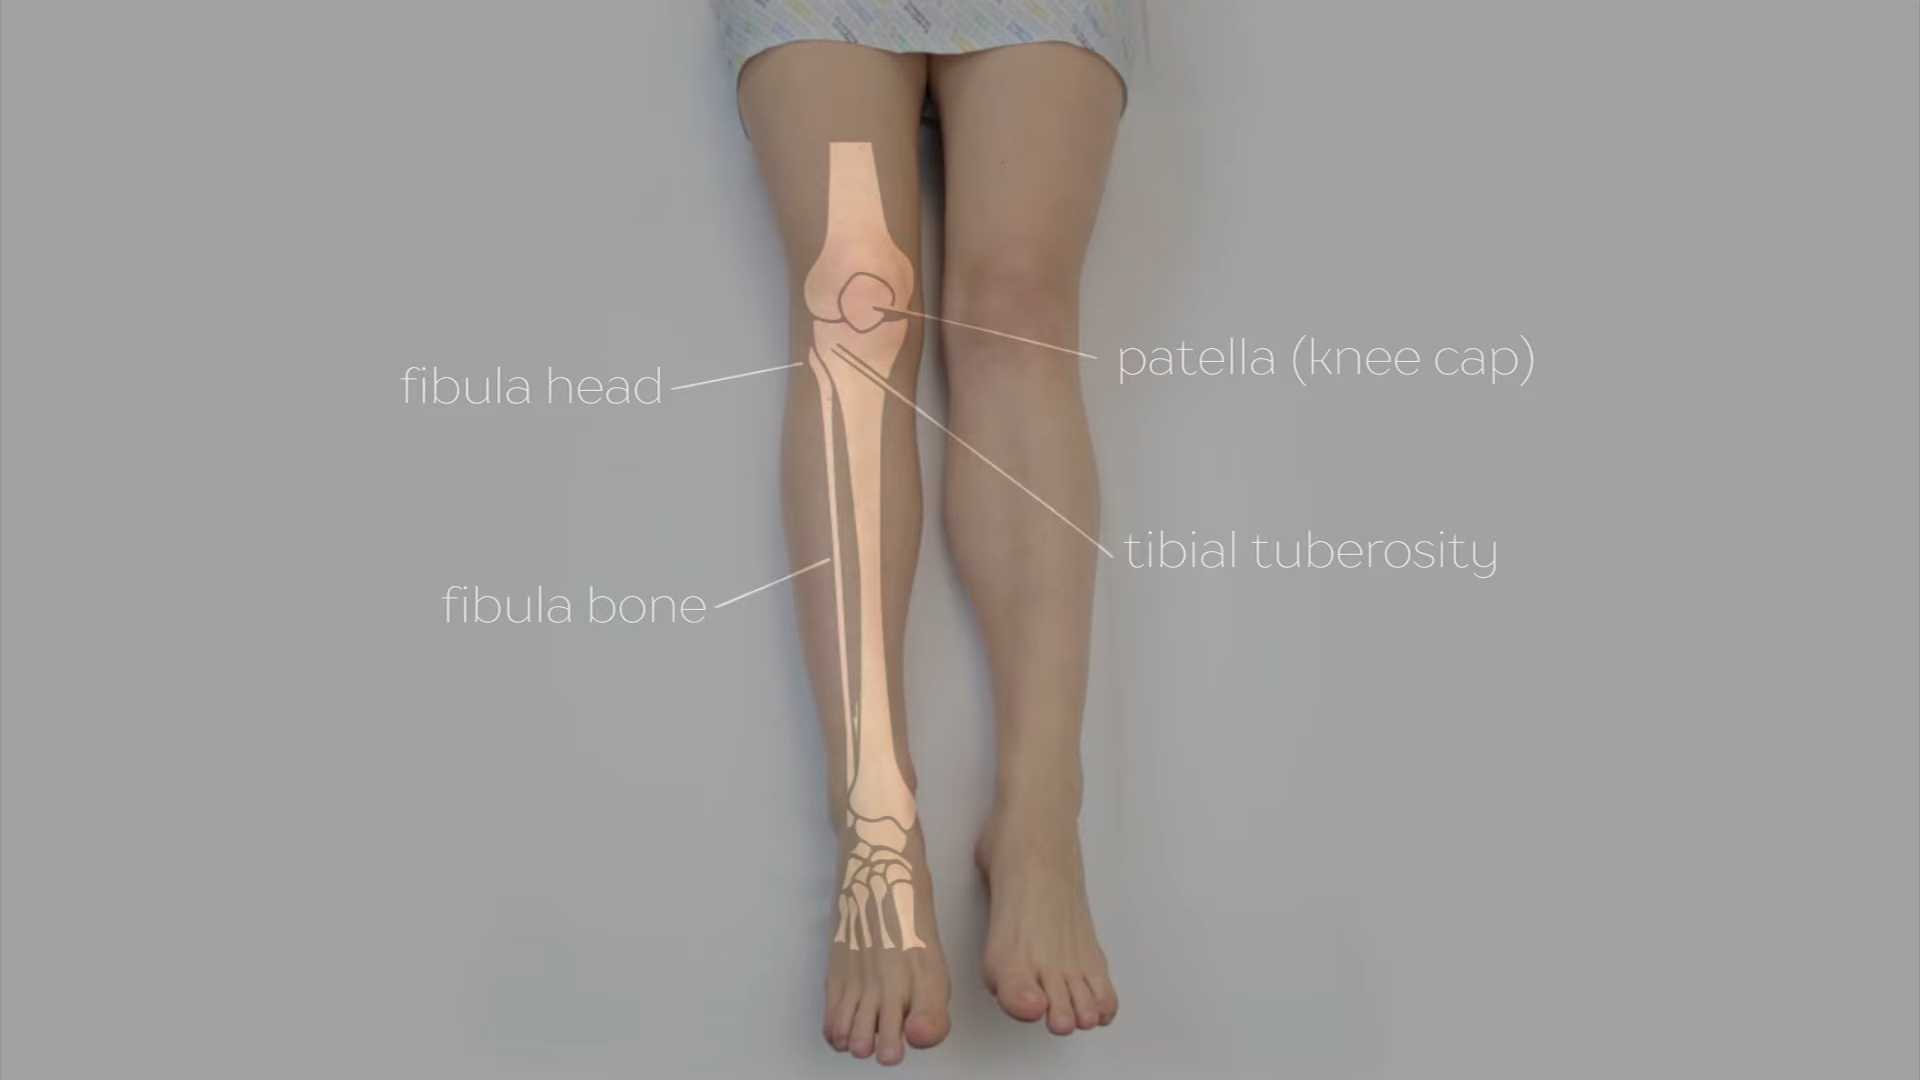 patella (knee cap)
fibula head
tibial tuberosity
fibula bone